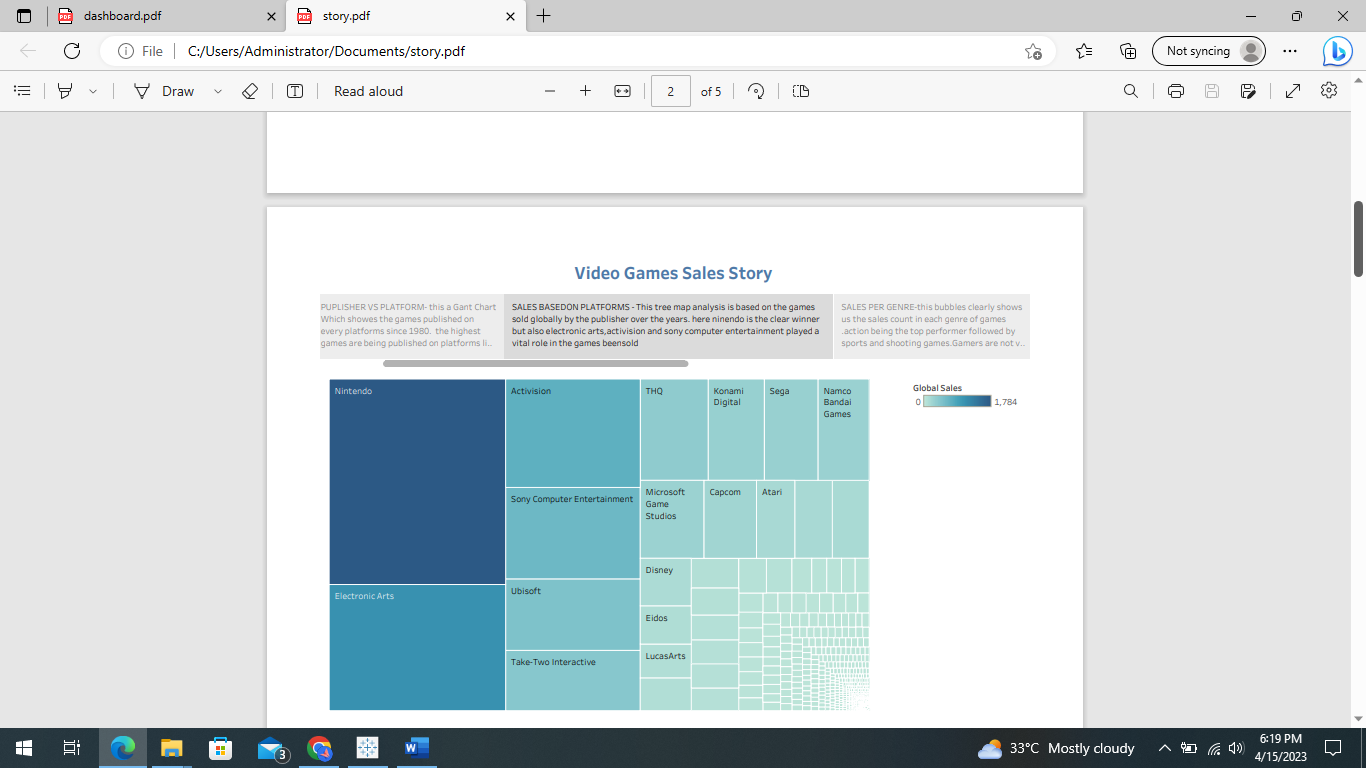 dashboard.pdf
story.pdf
File
C:/Users/Administrator/Documents/story.pdf
Not syncing
Draw
Read aloud
2
of 5
Video Games Sales Story
PUPLISHER VS PLATFORM- this a Gant Chart
Which showes the games published on
every platforms since 1980. the highest
games are being published on platforms li..
SALES BASEDON PLATFORMS - This tree map analysis is based on the games
sold globally by the publisher over the years. here ninendo is the clear winner
but also electronic arts,activision and sony computer entertainment played a
vital role in the games beensold
SALES PER GENRE-this bubbles clearly shows
us the sales count in each genre of games
.action being the top performer followed by
sports and shooting games.Gamers are not v...
Nintendo
Electronic Arts
Activision
Sony Computer Entertainment
Ubisoft
Take-Two Interactive
THQ
Konami
Digital
Sega
Namco
Bandai
Games
Microsoft
Game
Studios
Capcom
Atari
Disney
Eidos
LucasArts
Global Sales
0
1,784
3
33°C Mostly cloudy
6:19 PM
4/15/2023